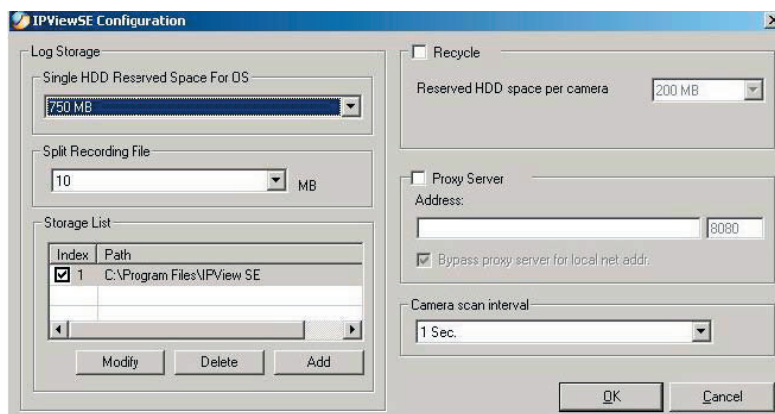 IPViewSE Configuration
Log Storage
Single HDD Reserved Space For OS
750 MB
Split Recording File
10 MB
Storage List
Index Path
1 C:\Program Files\IPView SE
Modify Delete Add
Recycle
Reserved HDD space per camera 200 MB
Proxy Server
Address:
8080
Bypass proxy server for local net addr.
Camera scan interval
1 Sec.
OK Cancel